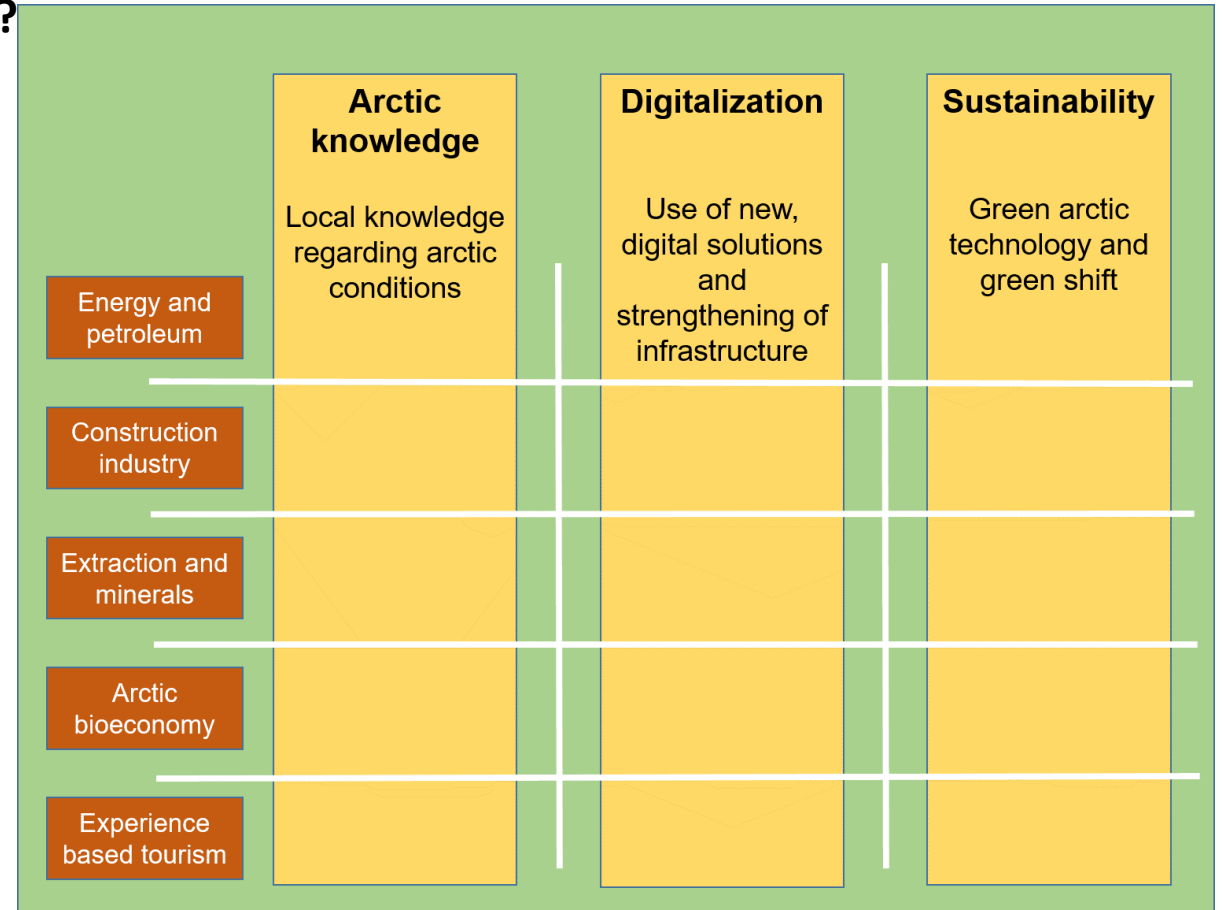 ?
Arctic
knowledge
Local knowledge
regarding arctic
conditions
Digitalization
Use of new,
digital solutions
and
strengthening of
infrastructure
Sustainability
Green arctic
technology and
green shift
Energy and
petroleum
Construction
industry
Extraction and
minerals
Arctic
bioeconomy
Experience
based tourism